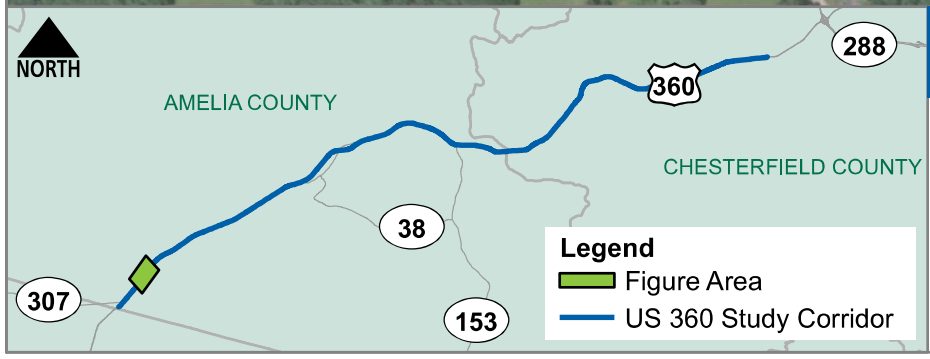 NORTH
288
360
AMELIA COUNTY
CHESTERFIELD COUNTY
38
307
153
Legend
Figure Area
US 360 Study Corridor